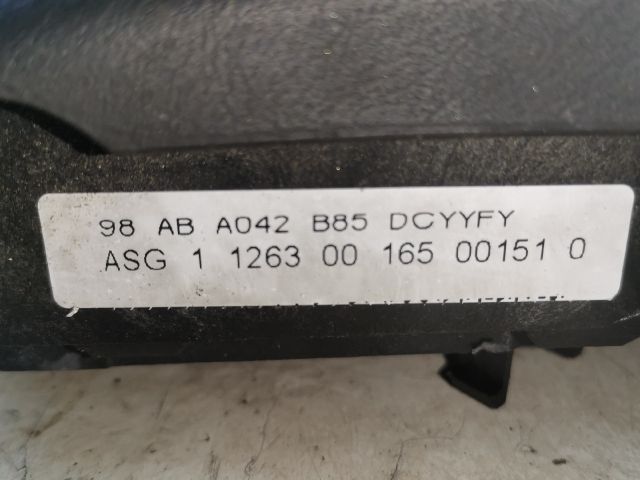 98 AB A042 B85 DCYYFY
ASG 1 1263 00 165 00151 0